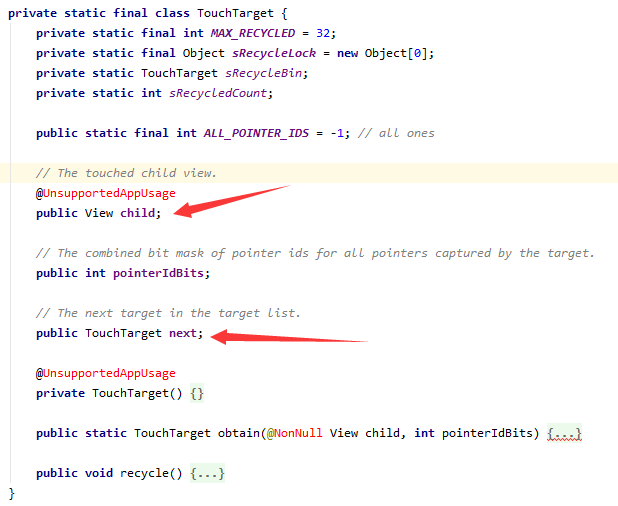 private static final class TouchTarget {
private static final int MAX_RECYCLED = 32;
private static final Object sRecycleLock = new Object[0];
private static TouchTarget sRecycleBin;
private static int sRecycledCount;
public static final int ALL_POINTER_IDS = -1; // all ones
// The touched child view.
@UnsupportedAppUsage
public View child;
// The combined bit mask of pointer ids for all pointers captured by the target.
public int pointerIdBits;
// The next target in the target list.
public TouchTarget next;
@UnsupportedAppUsage
private TouchTarget() {}
public static TouchTarget obtain(@NonNull View child, int pointerIdBits) {...}
public void recycle() {...}
}